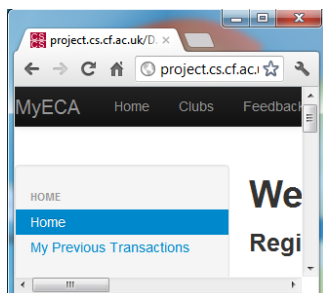 project.cs.cf.ac.uk/D.
project.cs.cf.ac.u
MyECA Home Clubs Feedback
HOME
Home
My Previous Transactions
We
Regi